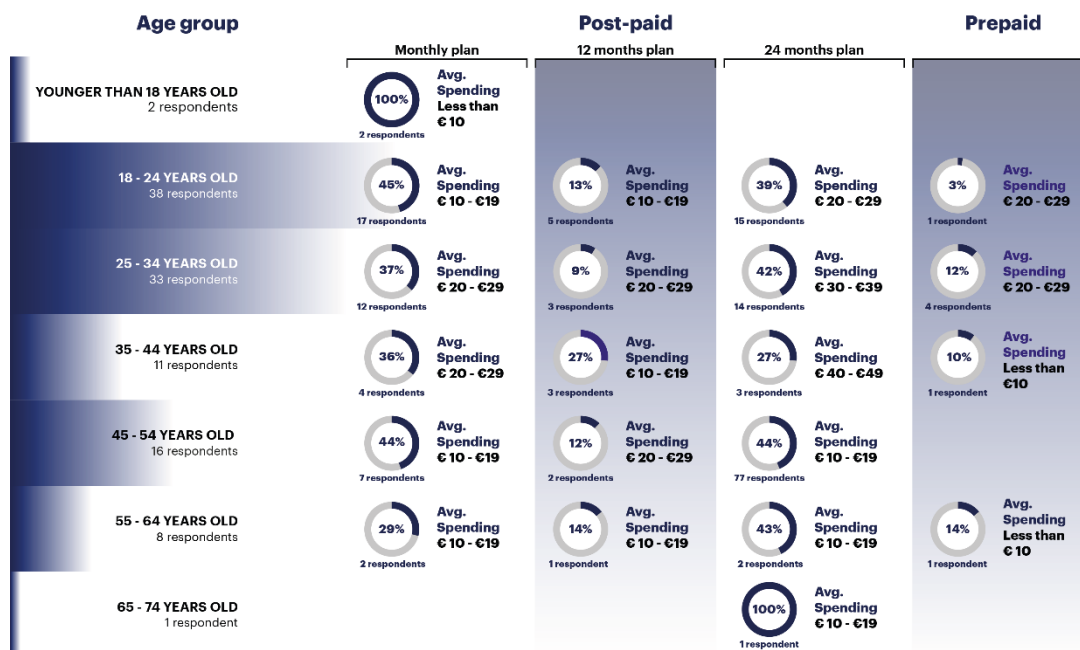 Age group
Post-paid
Prepaid
Monthly plan
12 months plan
24 months plan
YOUNGER THAN 18 YEARS OLD
2 respondents
100%
2 respondents
Avg.
Spending
Less than
€ 10
18 - 24 YEARS OLD
38 respondents
45%
17 respondents
Avg.
Spending
€ 10 - €19
13%
5 respondents
Avg.
Spending
€ 10 - €19
39%
15 respondents
Avg.
Spending
€ 20 - €29
3%
1 respondent
Avg.
Spending
€ 20 - €29
25 - 34 YEARS OLD
33 respondents
37%
12 respondents
Avg.
Spending
€ 20 - €29
9%
3 respondents
Avg.
Spending
€ 20 - €29
42%
14 respondents
Avg.
Spending
€ 30 - €39
12%
4 respondents
Avg.
Spending
€ 20 - €29
35 - 44 YEARS OLD
11 respondents
36%
4 respondents
Avg.
Spending
€ 20 - €29
27%
3 respondents
Avg.
Spending
€ 10 - €19
27%
3 respondents
Avg.
Spending
€ 40 - €49
10%
1 respondent
Avg.
Spending
Less than
€10
45 - 54 YEARS OLD
16 respondents
44%
7 respondents
Avg.
Spending
€ 10 - €19
12%
2 respondents
Avg.
Spending
€ 20 - €29
44%
77 respondents
Avg.
Spending
€ 10 - €19
55 - 64 YEARS OLD
8 respondents
29%
2 respondents
Avg.
Spending
€ 10 - €19
14%
1 respondent
Avg.
Spending
€ 10 - €19
43%
2 respondents
Avg.
Spending
€ 10 - €19
14%
1 respondent
Avg.
Spending
Less than
€ 10
65 - 74 YEARS OLD
1 respondent
100%
1 respondent
Avg.
Spending
€ 10 - €19